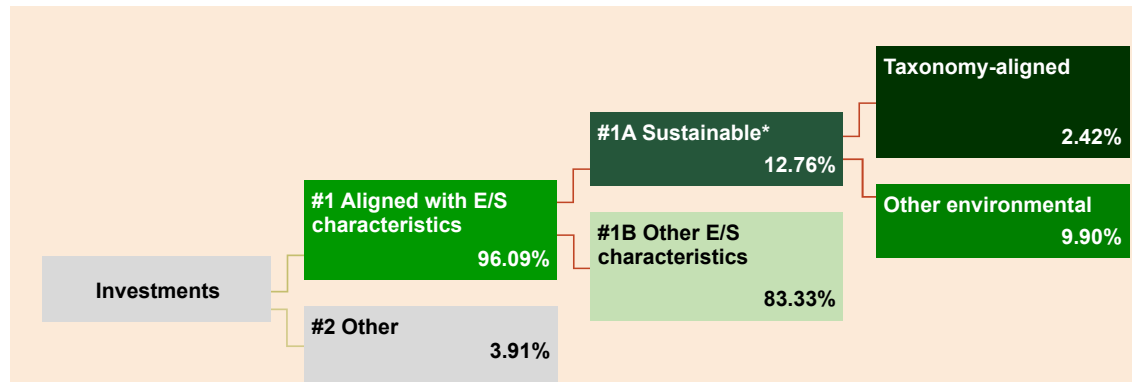 Investments
#1 Aligned with E/S
characteristics
96.09%
#2 Other
3.91%
#1A Sustainable*
12.76%
#1B Other E/S
characteristics
83.33%
Taxonomy-aligned
2.42%
Other environmental
9.90%